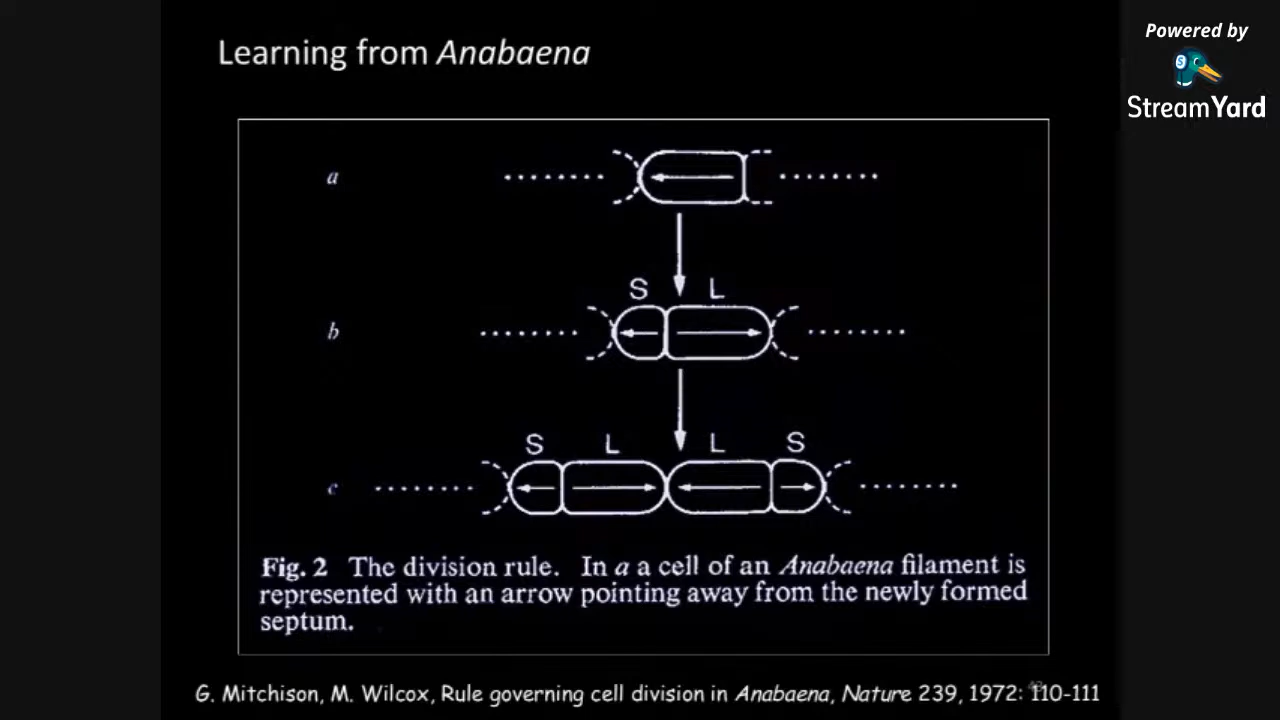 Learning from Anabaena
Powered by
StreamYard
a
S L
b
S L L S
c
Fig. 2 The division rule. In a a cell of an Anabaena filament is
represented with an arrow pointing away from the newly formed
septum.
G. Mitchison, M. Wilcox, Rule governing cell division in Anabaena, Nature 239, 1972: 110-111